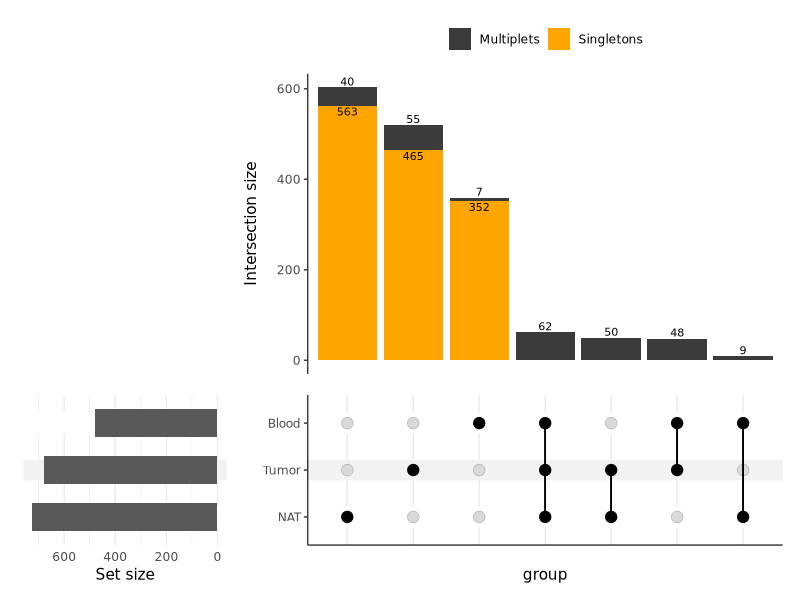 Multiplets Singletons
600
400
200
0
Intersection size
40
563
55
465
7
352
62
50
48
9
Blood
Tumor
NAT
600 400 200 0
Set size
group